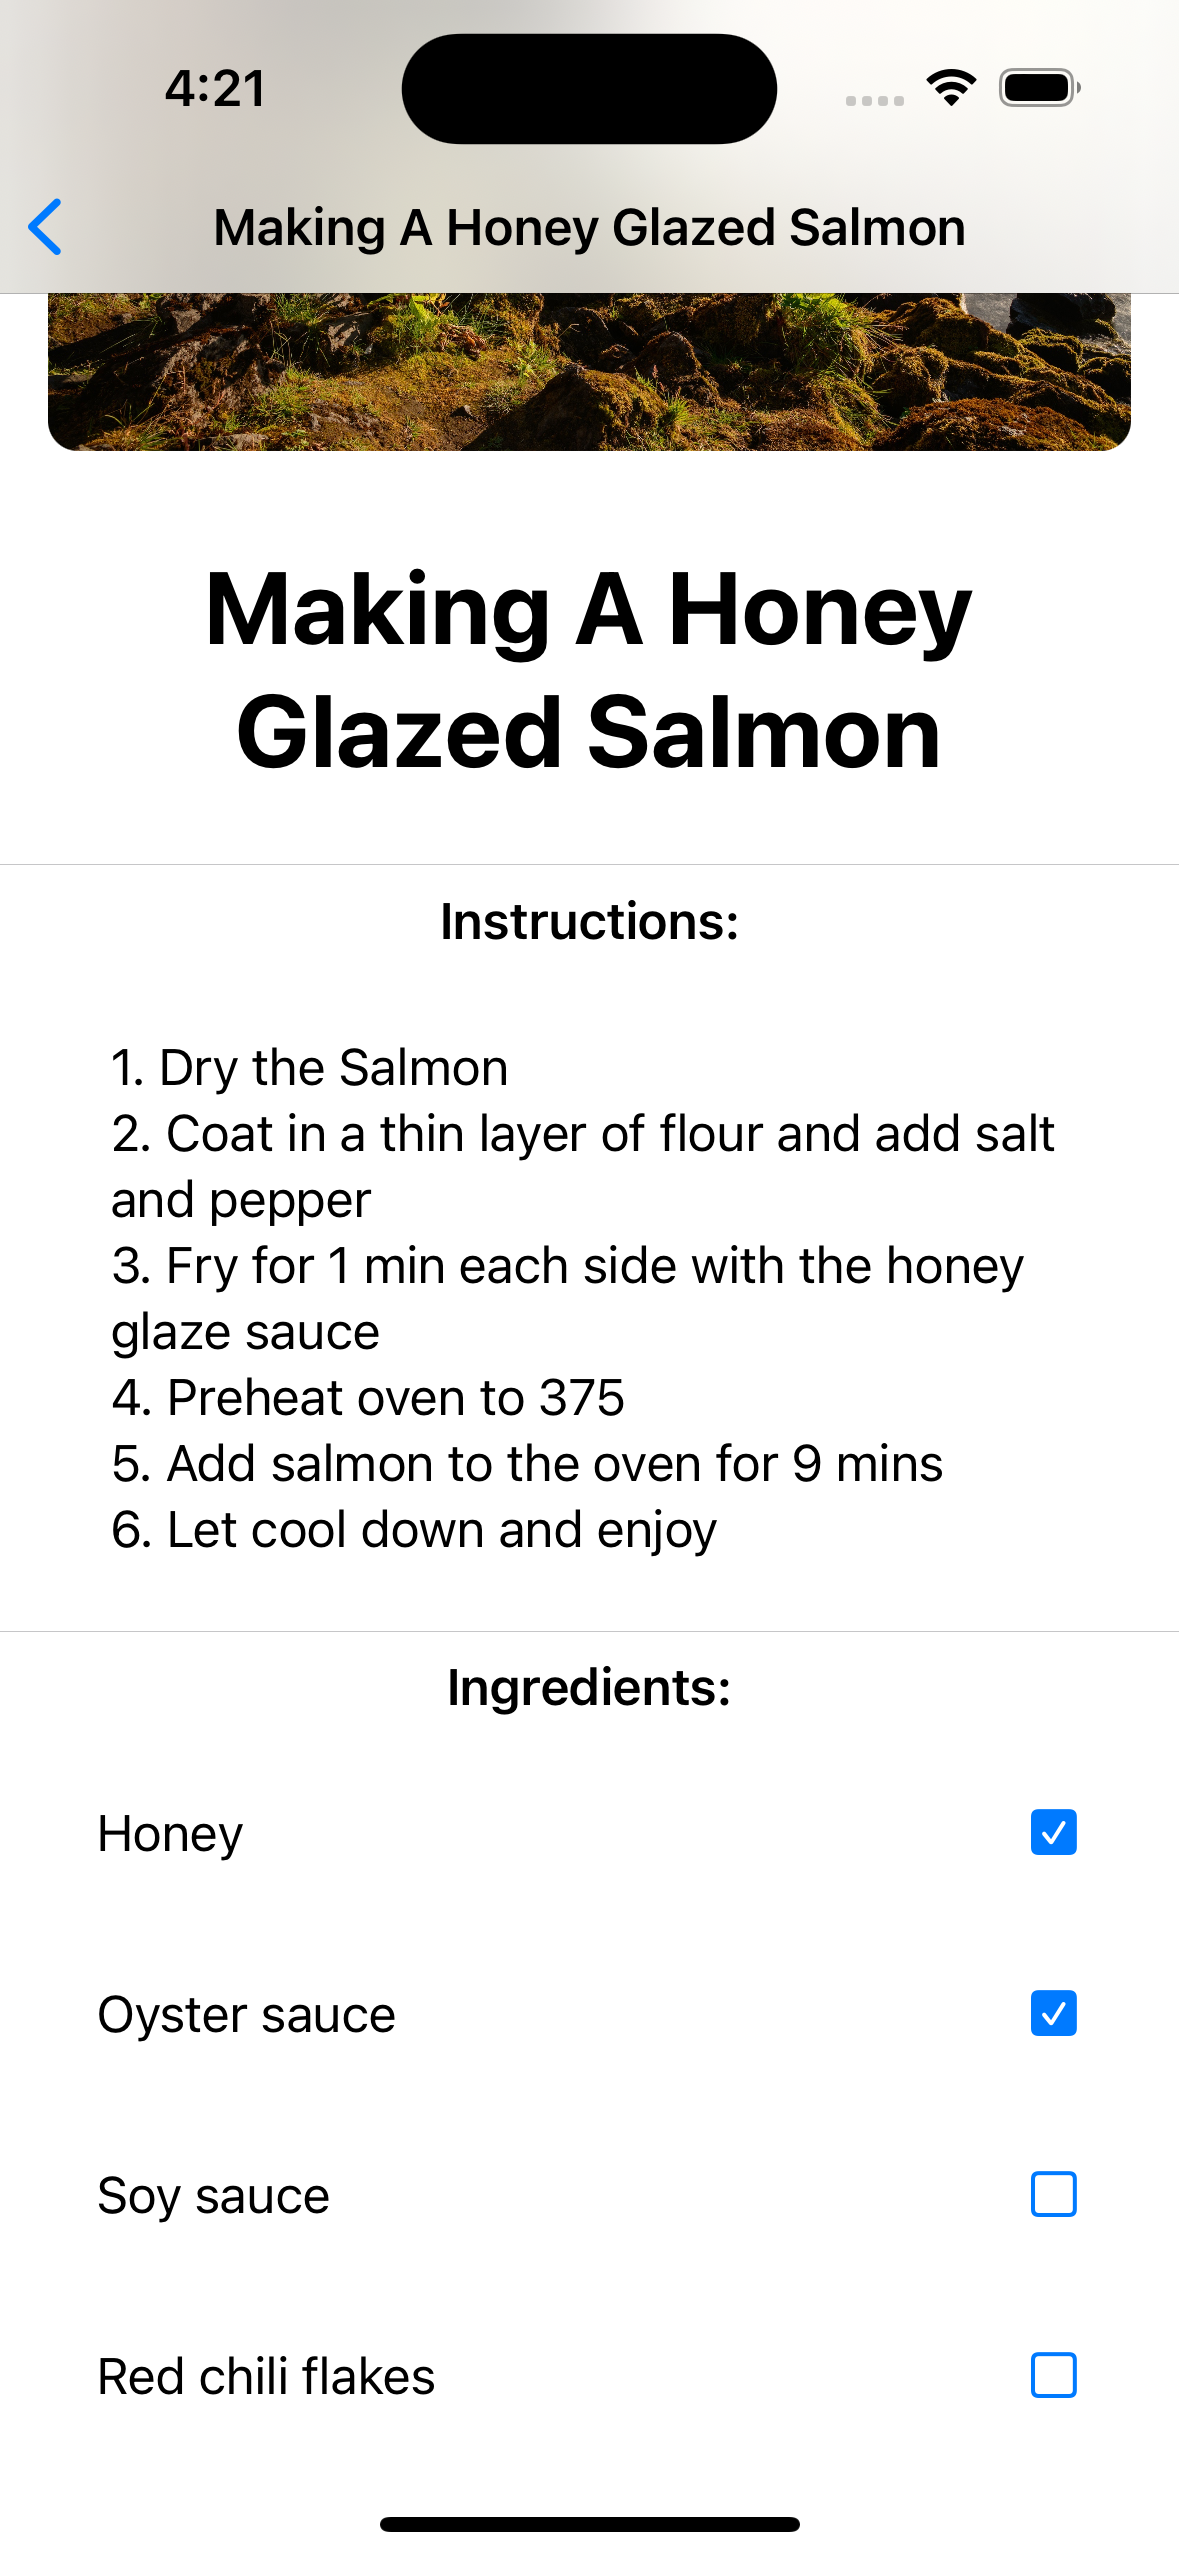 4:21
Making A Honey Glazed Salmon
Making A Honey
Glazed Salmon
Instructions:
1. Dry the Salmon
2. Coat in a thin layer of flour and add salt
and pepper
3. Fry for 1 min each side with the honey
glaze sauce
4. Preheat oven to 375
5. Add salmon to the oven for 9 mins
6. Let cool down and enjoy
Ingredients:
Honey
Oyster sauce
Soy sauce
Red chili flakes